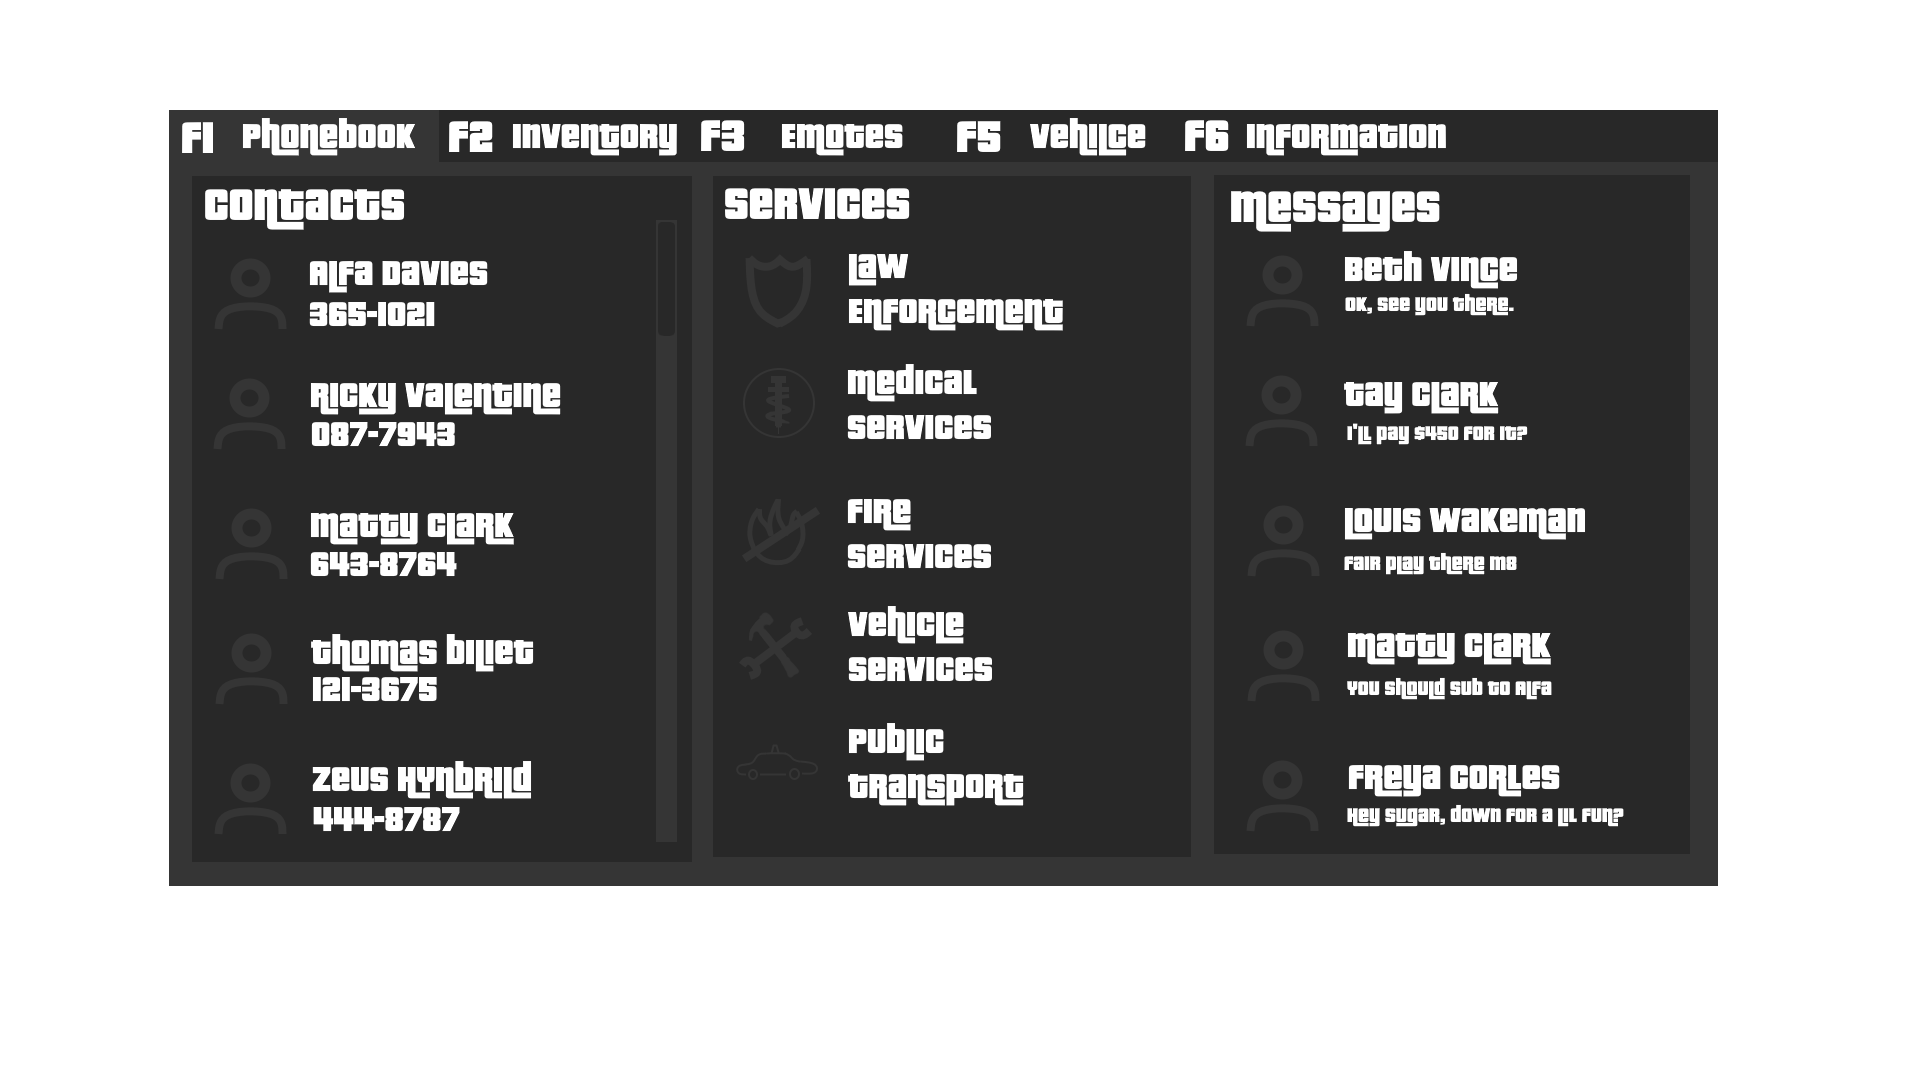 F1 Phonebook F2 Inventory F3 Emotes F5 Vehilce F6 Information
Contacts
Alfa Davies
365-1021
Ricky Valentine
087-7943
Matty Clark
643-8764
Thomas Billet
121-3675
Zeus Hynbriid
444-8787
Services
Law
Enforcement
Medical
Services
Fire
Services
Vehicle
Services
Public
Transport
Messages
Beth Vince
Ok, see you there.
Tay Clark
I'll pay $450 for it?
Louis Wakeman
Fair play there m8
Matty Clark
You should sub to Alfa
Freya Corles
Hey sugar, down for a lil fun?